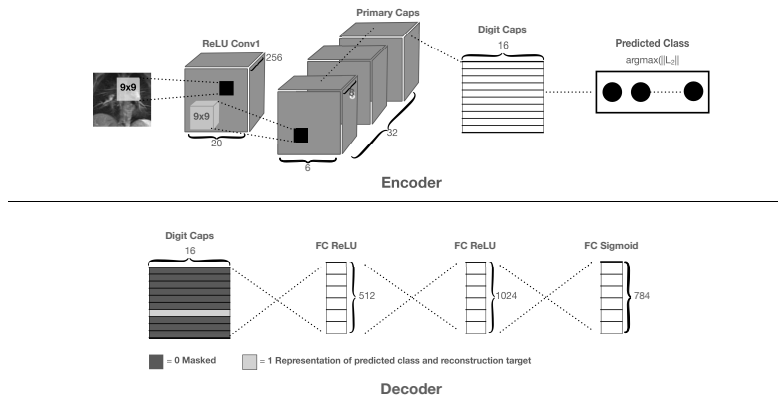 Primary Caps
Digit Caps
16
Predicted Class
argmax(||L₂||
ReLU Conv1
256
9x9
9x9
20
8
32
6
Encoder
Digit Caps
16
FC ReLU
512
FC ReLU
1024
FC Sigmoid
784
= 0 Masked
= 1 Representation of predicted class and reconstruction target
Decoder